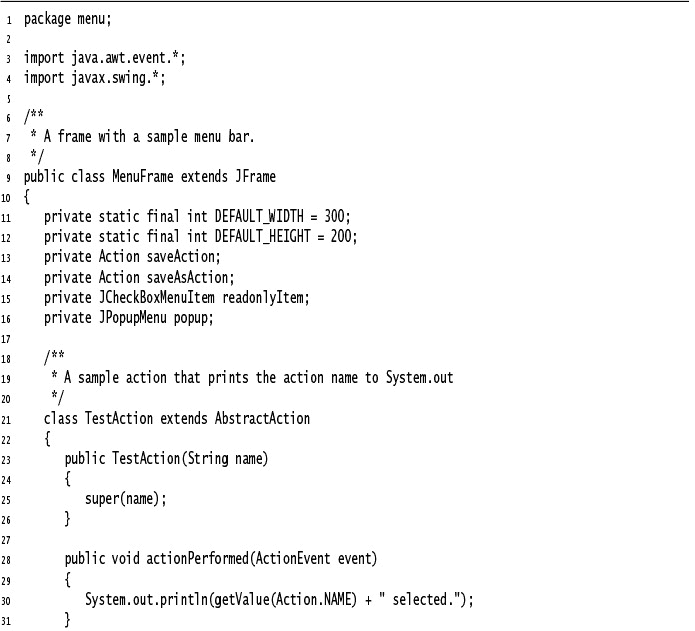 1 package menu;
2
3 import java.awt.event.*;
4 import javax.swing.*;
5
6 /**
7  * A frame with a sample menu bar.
8  */
9 public class MenuFrame extends JFrame
10 {
11    private static final int DEFAULT_WIDTH = 300;
12    private static final int DEFAULT_HEIGHT = 200;
13    private Action saveAction;
14    private Action saveAsAction;
15    private JCheckBoxMenuItem readonlyItem;
16    private JPopupMenu popup;
17
18    /**
19     * A sample action that prints the action name to System.out
20     */
21    class TestAction extends AbstractAction
22    {
23       public TestAction(String name)
24       {
25          super(name);
26       }
27
28       public void actionPerformed(ActionEvent event)
29       {
30          System.out.println(getValue(Action.NAME) + " selected.");
31       }